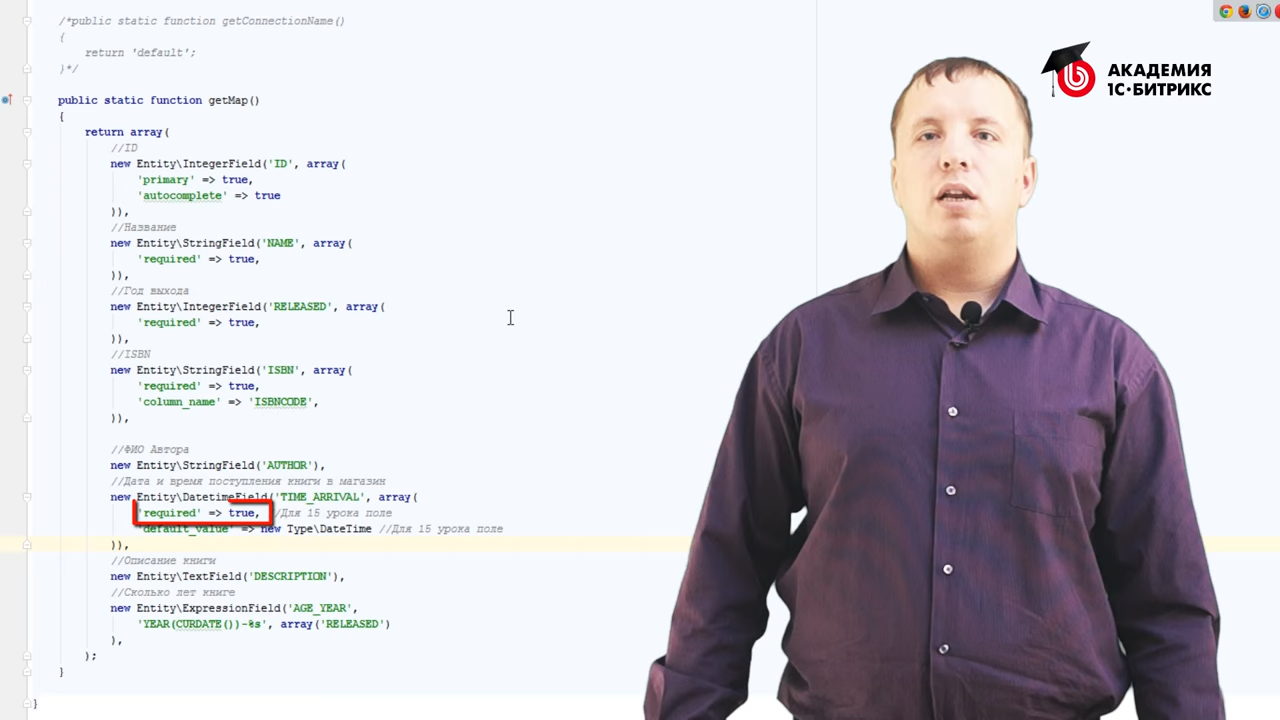 /*public static function getConnectionName()
{
return 'default';
}*/
public static function getMap()
{
return array(
//ID
new Entity\IntegerField('ID', array(
'primary' => true,
'autocomplete' => true
)),
//Название
new Entity\StringField('NAME', array(
'required' => true,
)),
//Год выхода
new Entity\IntegerField('RELEASED', array(
'required' => true,
)),
//ISBN
new Entity\StringField('ISBN', array(
'required' => true,
'column_name' => 'ISBNCODE',
)),
//ФИО Автора
new Entity\StringField('AUTHOR'),
//Дата и время поступления книги в магазин
new Entity\DatetimeField('TIME_ARRIVAL', array(
'required' => true, //Для 15 урока поле
'default_value' => new Type\DateTime //Для 15 урока поле
)),
//Описание книги
new Entity\TextField('DESCRIPTION'),
//Сколько лет книге
new Entity\ExpressionField('AGE_YEAR',
'YEAR(CURDATE())-%s', array('RELEASED')
),
);
}
}
АКАДЕМИЯ
1С·БИТРИКС